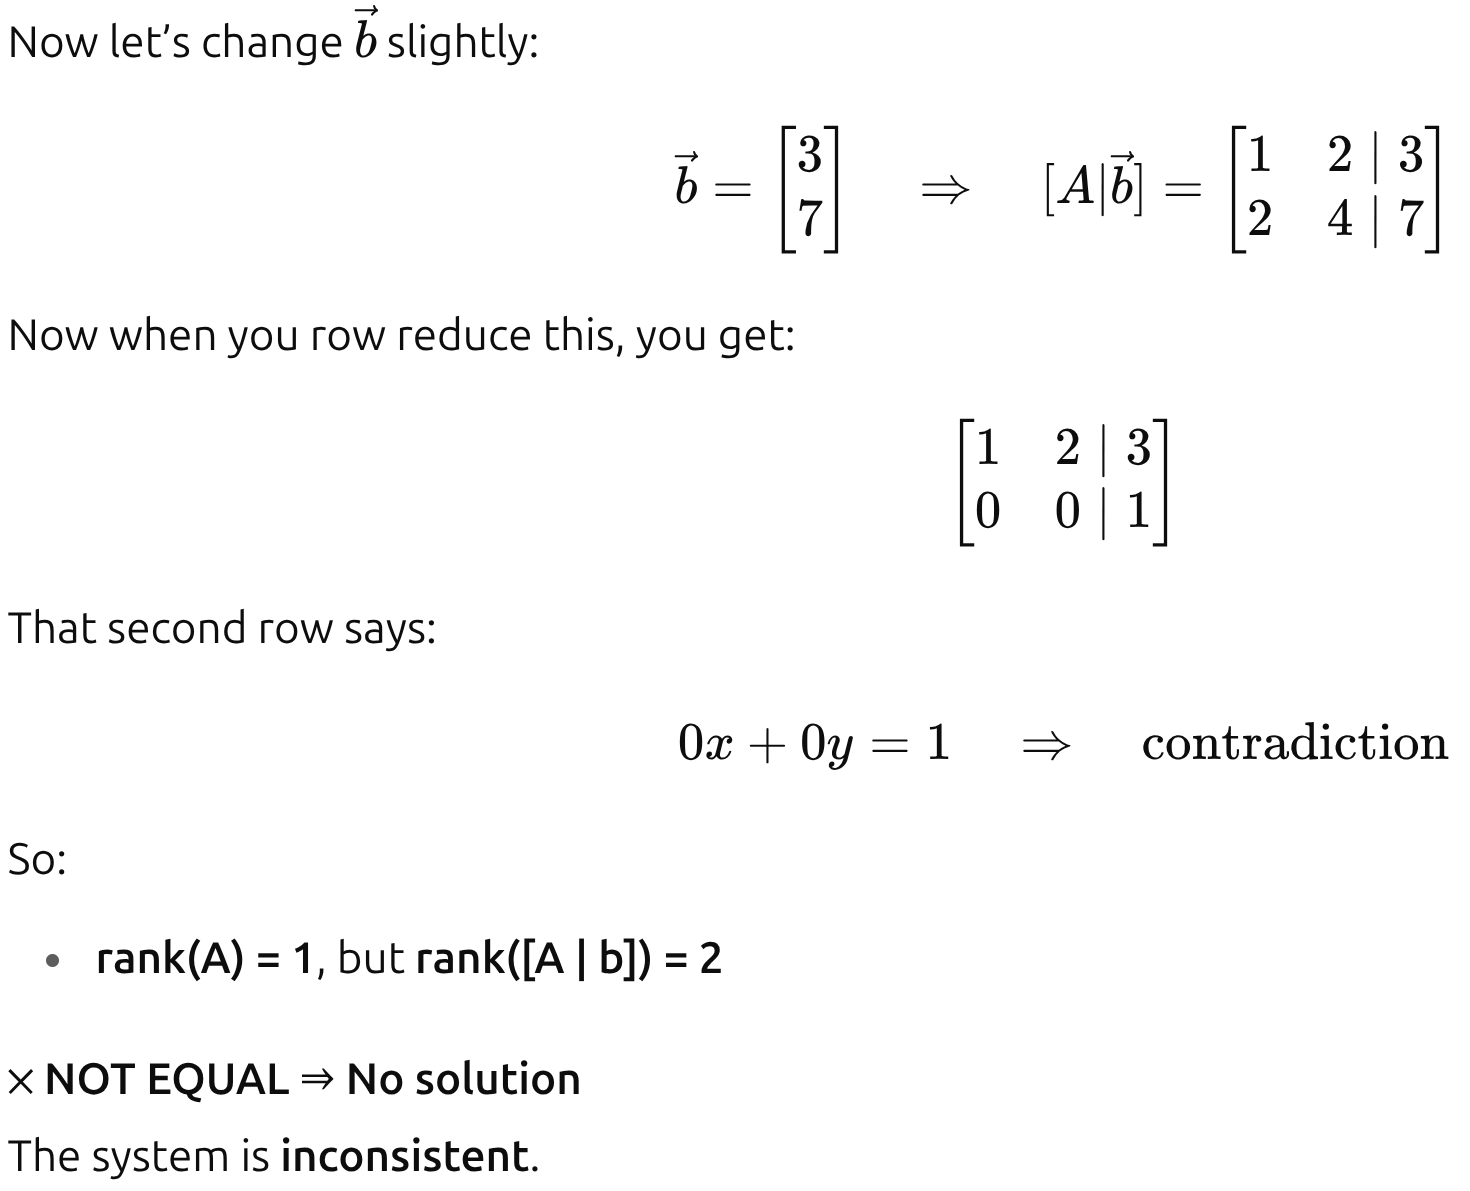 Now let’s change $\vec{b}$ slightly:
$\vec{b} = \begin{bmatrix} 3 \\ 7 \end{bmatrix} \quad \Rightarrow \quad [A|\vec{b}] = \begin{bmatrix} 1 & 2 \mid 3 \\ 2 & 4 \mid 7 \end{bmatrix}$
Now when you row reduce this, you get:
$\begin{bmatrix} 1 & 2 \mid 3 \\ 0 & 0 \mid 1 \end{bmatrix}$
That second row says:
$0x + 0y = 1 \quad \Rightarrow \quad \text{contradiction}$
So:
• rank(A) = 1, but rank([A | b]) = 2
× NOT EQUAL ⇒ No solution
The system is inconsistent.